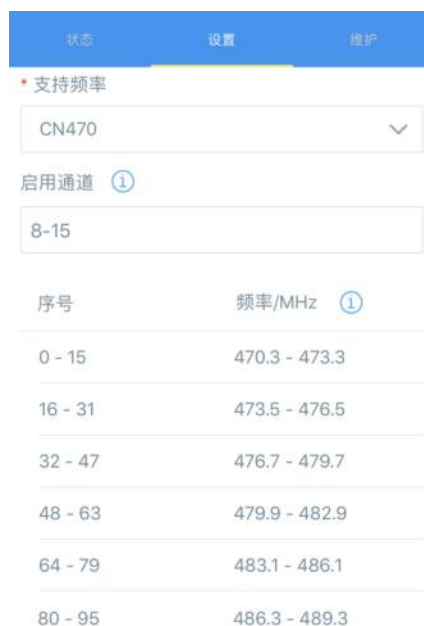 状态 设置 维护
* 支持频率
CN470
启用通道 i
8-15
序号 频率/MHz i
0 - 15 470.3 - 473.3
16 - 31 473.5 - 476.5
32 - 47 476.7 - 479.7
48 - 63 479.9 - 482.9
64 - 79 483.1 - 486.1
80 - 95 486.3 - 489.3